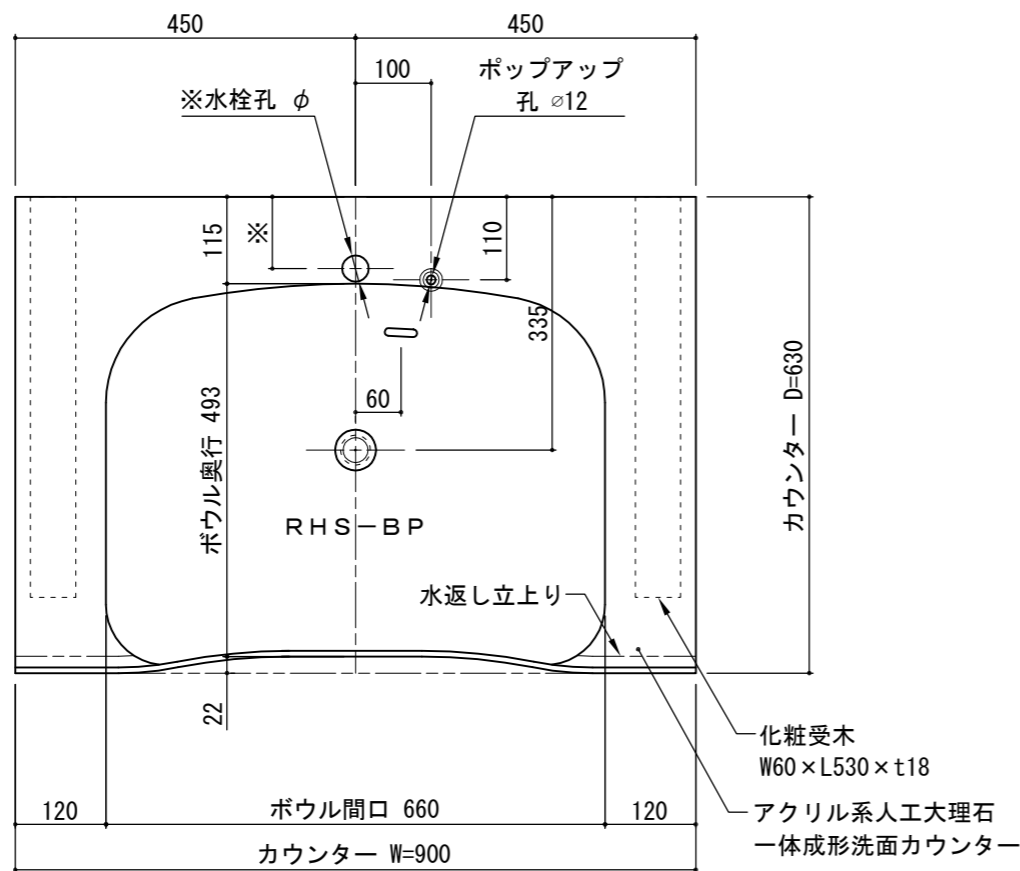 450
450
100
ポップアップ
孔 ⌀12
※水栓孔 φ
115
※
110
335
60
ボウル奥行 493
カウンター D=630
RHS-BP
水返し立上り
22
化粧受木
W60×L530×t18
120
ボウル間口 660
120
アクリル系人工大理石
一体成形洗面カウンター
カウンター W=900